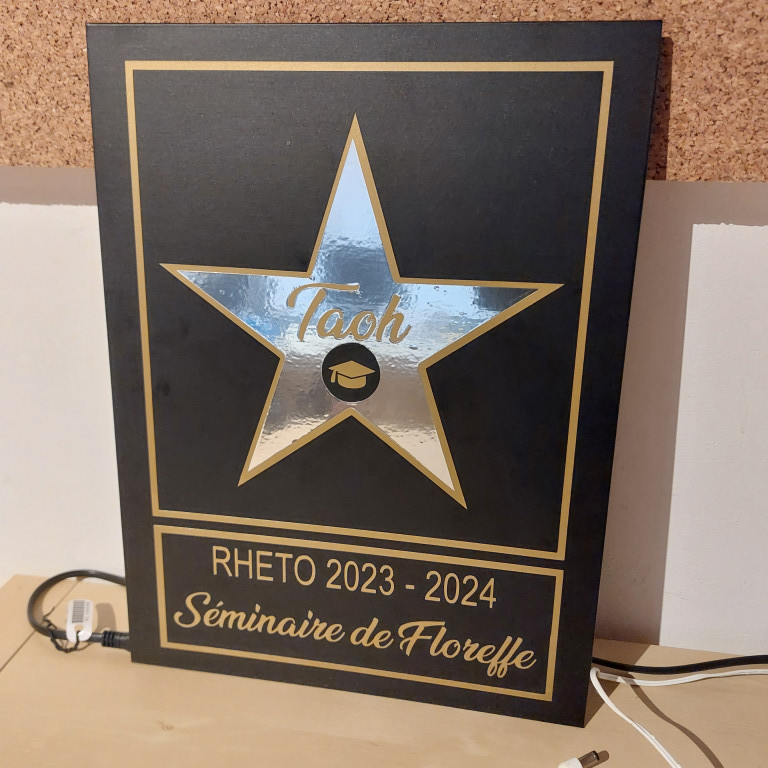 Taoh
RHETO 2023 - 2024
Séminaire de Floreffe